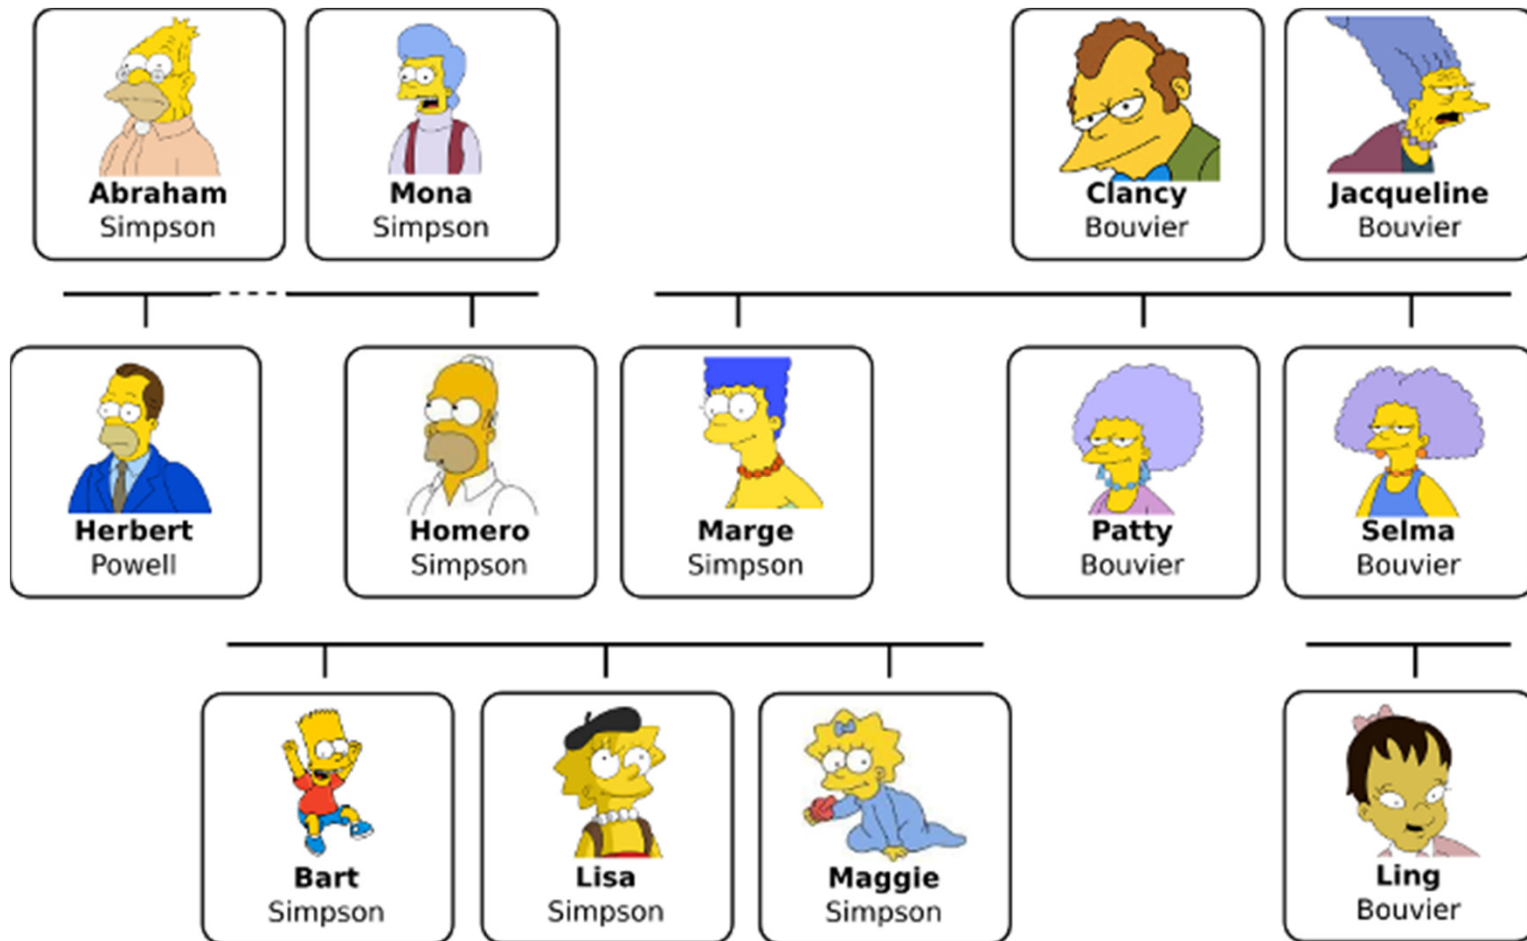 Abraham
Simpson
Mona
Simpson
Clancy
Bouvier
Jacqueline
Bouvier
Herbert
Powell
Homero
Simpson
Marge
Simpson
Patty
Bouvier
Selma
Bouvier
Bart
Simpson
Lisa
Simpson
Maggie
Simpson
Ling
Bouvier